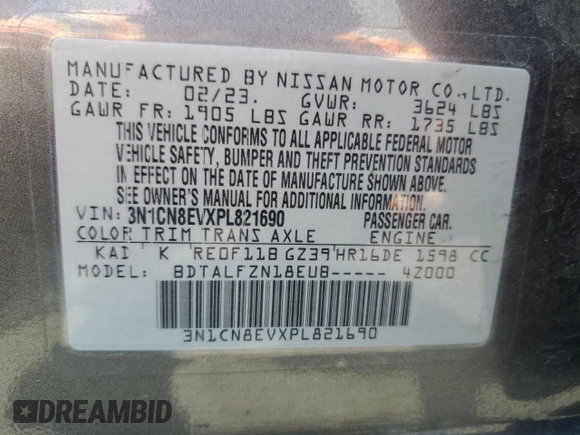 MANUFACTURED BY NISSAN MOTOR CO., LTD.
DATE: 02/23. GVWR: 3624 LBS
GAWR FR: 1905 LBS GAWR RR: 1735 LBS
THIS VEHICLE CONFORMS TO ALL APPLICABLE FEDERAL MOTOR
VEHICLE SAFETY, BUMPER AND THEFT PREVENTION STANDARDS
IN EFFECT ON THE DATE OF MANUFACTURE SHOWN ABOVE.
SEE OWNER'S MANUAL FOR ADDITIONAL INFORMATION.
VIN: 3N1CN8EVXPL821690 PASSENGER CAR.
COLOR TRIM TRANS AXLE ENGINE
KAD K RE0F11B GZ39 HR16DE 1598 CC
MODEL: BDTALFZN18EUB----- 4Z000
3N1CN8EVXPL821690
DREAMBID